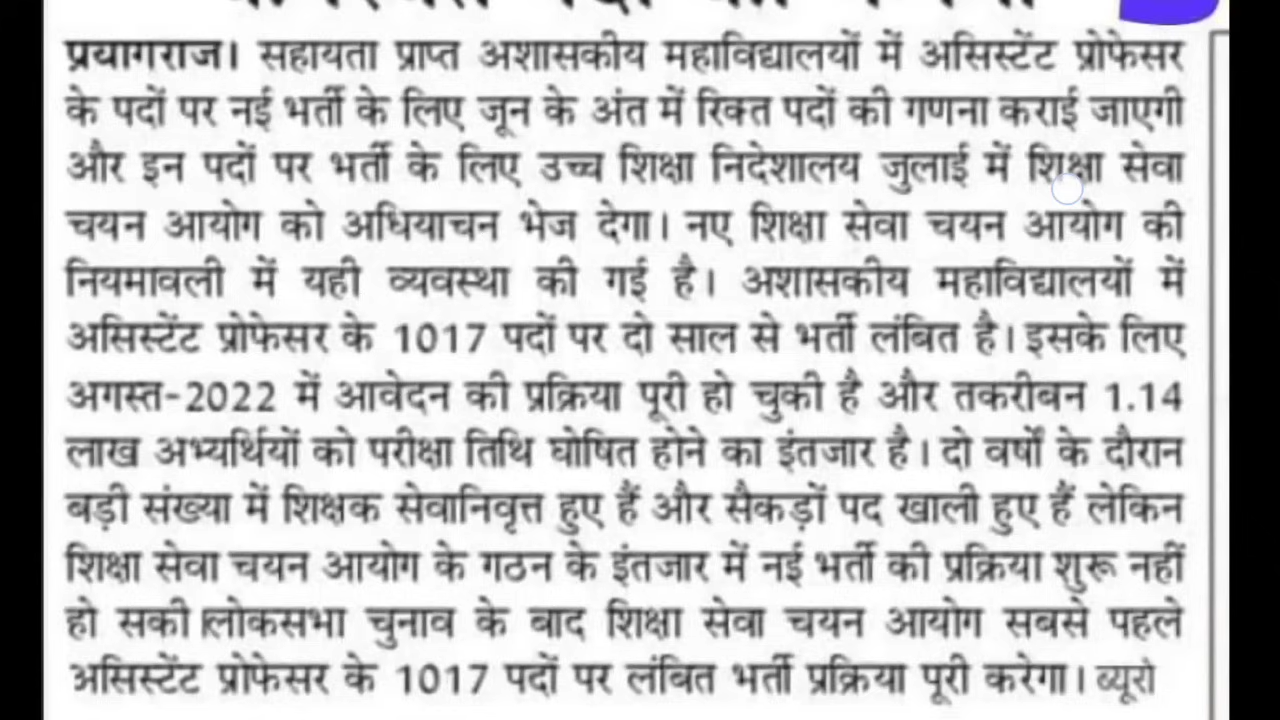 प्रयागराज। सहायता प्राप्त अशासकीय महाविद्यालयों में असिस्टेंट प्रोफेसर
के पदों पर नई भर्ती के लिए जून के अंत में रिक्त पदों की गणना कराई जाएगी
और इन पदों पर भर्ती के लिए उच्च शिक्षा निदेशालय जुलाई में शिक्षा सेवा
चयन आयोग को अधियाचन भेज देगा। नए शिक्षा सेवा चयन आयोग की
नियमावली में यही व्यवस्था की गई है। अशासकीय महाविद्यालयों में
असिस्टेंट प्रोफेसर के 1017 पदों पर दो साल से भर्ती लंबित है। इसके लिए
अगस्त-2022 में आवेदन की प्रक्रिया पूरी हो चुकी है और तकरीबन 1.14
लाख अभ्यर्थियों को परीक्षा तिथि घोषित होने का इंतजार है। दो वर्षों के दौरान
बड़ी संख्या में शिक्षक सेवानिवृत्त हुए हैं और सैकड़ों पद खाली हुए हैं लेकिन
शिक्षा सेवा चयन आयोग के गठन के इंतजार में नई भर्ती की प्रक्रिया शुरू नहीं
हो सकी।लोकसभा चुनाव के बाद शिक्षा सेवा चयन आयोग सबसे पहले
असिस्टेंट प्रोफेसर के 1017 पदों पर लंबित भर्ती प्रक्रिया पूरी करेगा। ब्यूरो